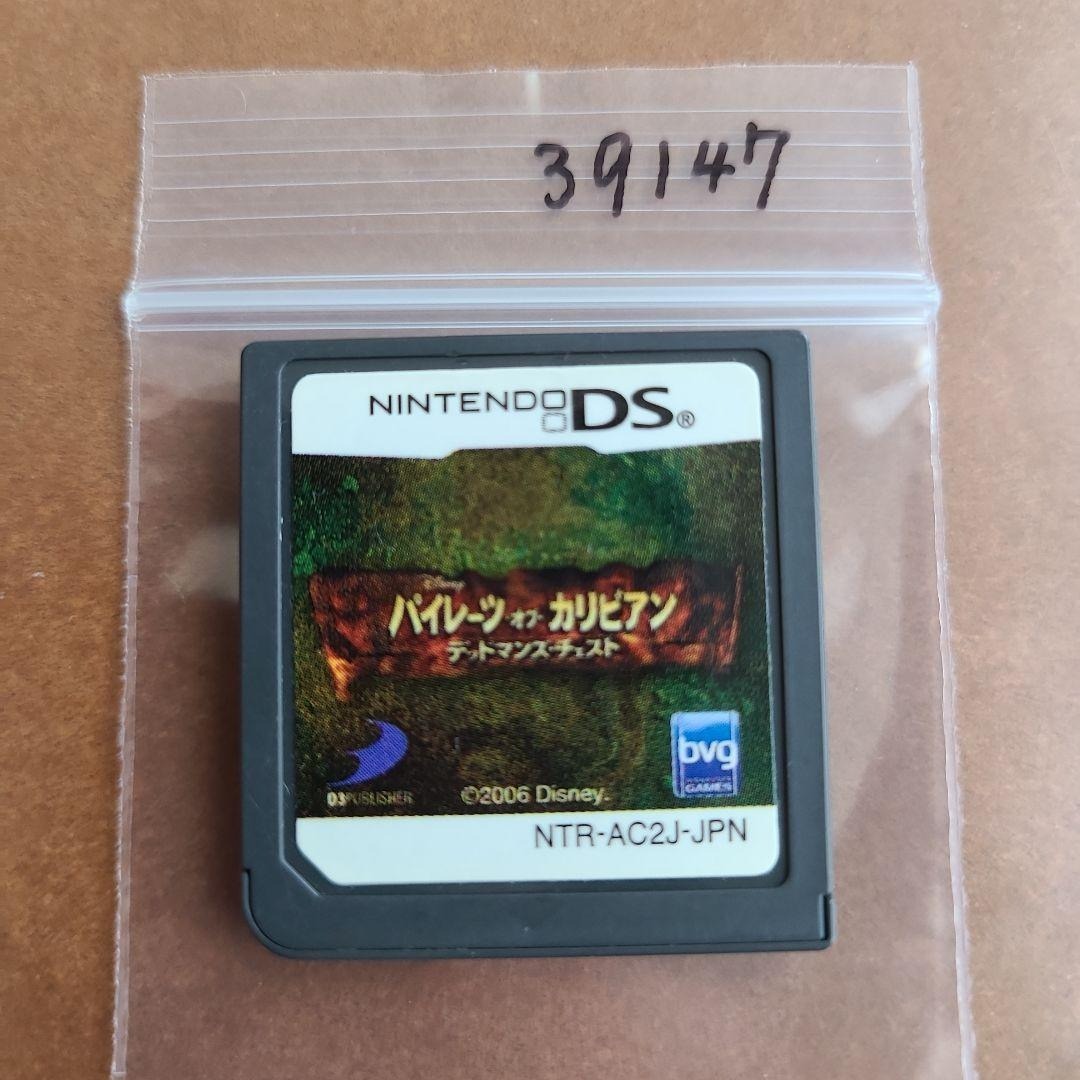 39147
NINTENDO DS®
Disney
パイレーツ・オブ・カリビアン
デッドマンズ・チェスト
bvg
GAMES
D3PUBLISHER
©2006 Disney.
NTR-AC2J-JPN